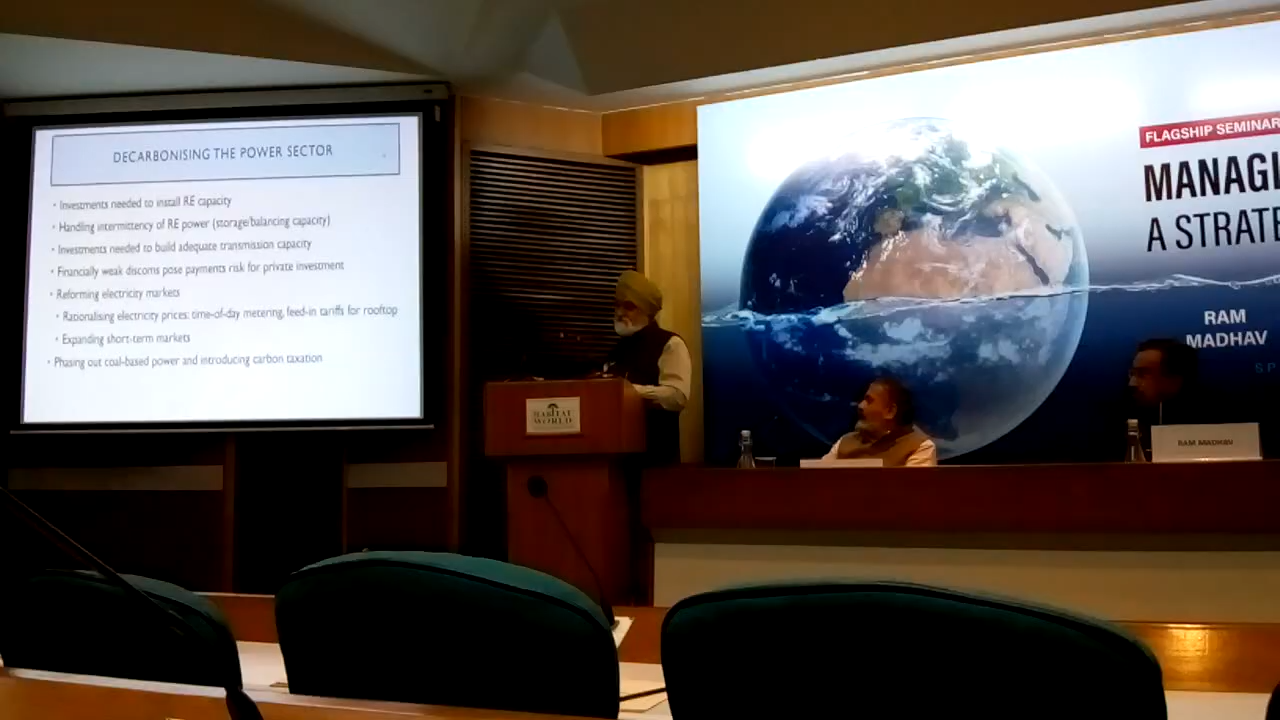 DECARBONISING THE POWER SECTOR
• Investments needed to install RE capacity
• Handling intermittency of RE power (storage/balancing capacity)
• Investments needed to build adequate transmission capacity
• Financially weak discoms pose payments risk for private investment
• Reforming electricity markets
• Rationalising electricity prices: time-of-day metering, feed-in tariffs for rooftop
• Expanding short-term markets
• Phasing out coal-based power and introducing carbon taxation
HABITAT
WORLD
FLAGSHIP SEMINAR
MANAGI
A STRATE
RAM
MADHAV
S.P.
RAM MADHAV